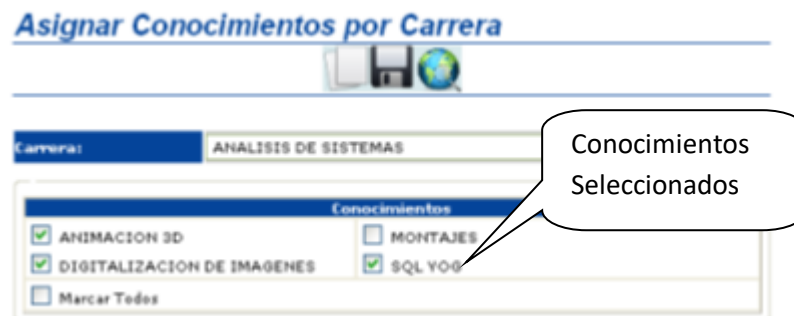 Asignar Conocimientos por Carrera
Carrera: ANALISIS DE SISTEMAS
Conocimientos
Seleccionados
Conocimientos
ANIMACION 3D MONTAJES
DIGITALIZACION DE IMAGENES SQL YOG
Marcar Todos